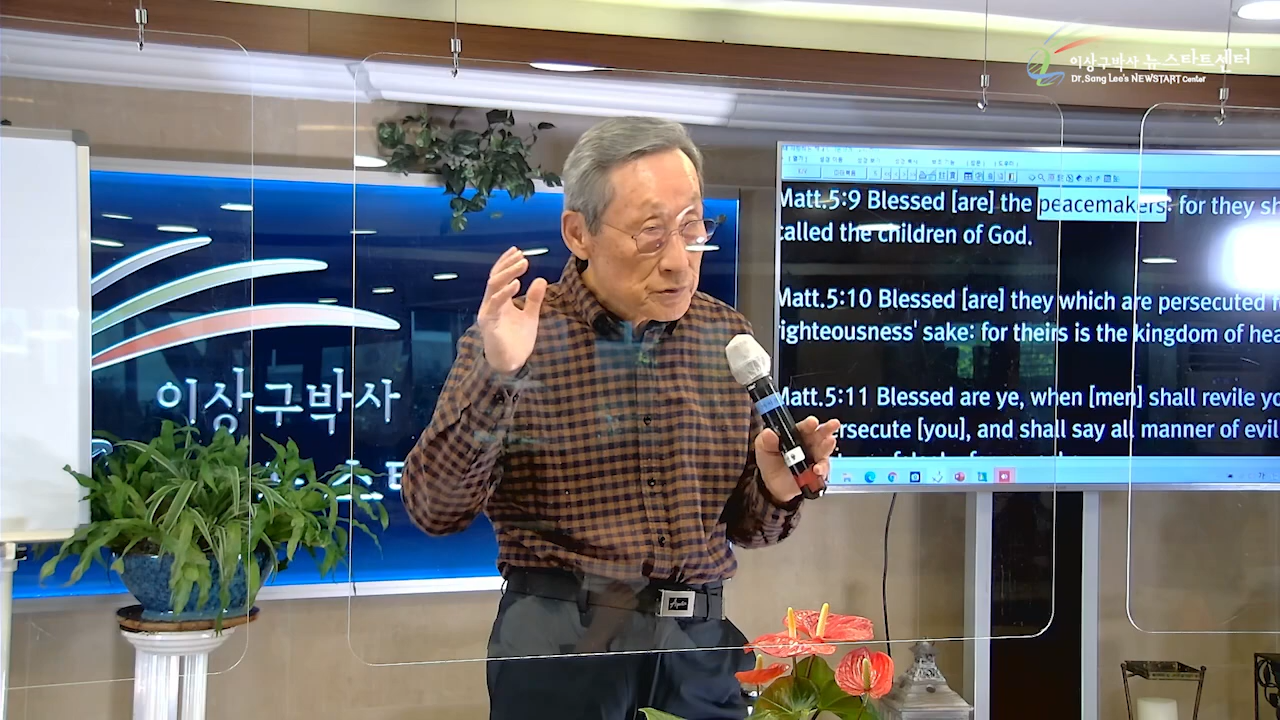 이상구박사 뉴스타트센터
Dr. Sang Lee's NEWSTART Center
Matt.5:9 Blessed [are] the peacemakers: for they sh
called the children of God.
Matt.5:10 Blessed [are] they which are persecuted f
righteousness' sake: for theirs is the kingdom of hea
Matt.5:11 Blessed are ye, when [men] shall revile yo
ersecute [you], and shall say all manner of evil
이상구박사
스타